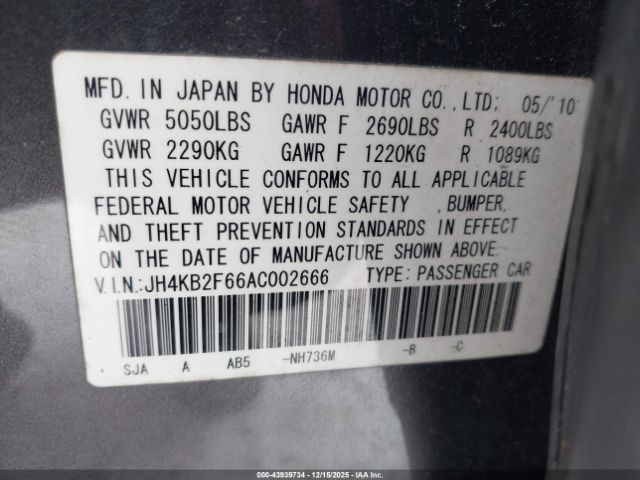 MFD. IN JAPAN BY HONDA MOTOR CO.,LTD; 05/'10
GVWR 5050LBS GAWR F 2690LBS R 2400LBS
GVWR 2290KG GAWR F 1220KG R 1089KG
THIS VEHICLE CONFORMS TO ALL APPLICABLE
FEDERAL MOTOR VEHICLE SAFETY ,BUMPER,
AND THEFT PREVENTION STANDARDS IN EFFECT
ON THE DATE OF MANUFACTURE SHOWN ABOVE.
V.I.N.:JH4KB2F66AC002666 TYPE: PASSENGER CAR
SJA A AB5 -NH736M -B -C
000-43939734 - 12/15/2025 - IAA Inc.